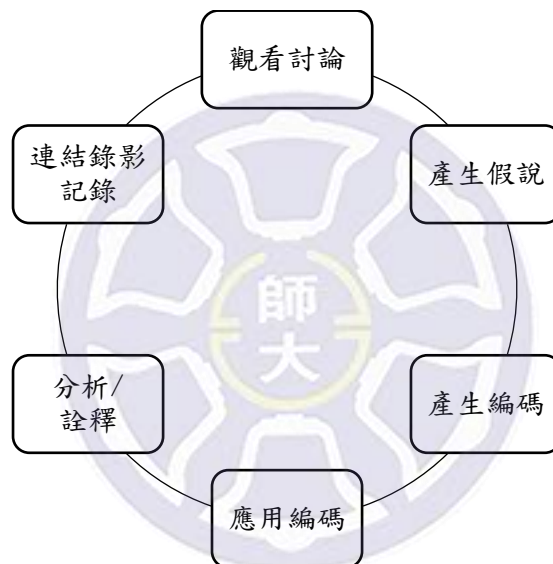 觀看討論
產生假說
產生編碼
應用編碼
分析/
詮釋
連結錄影
記錄
師
大